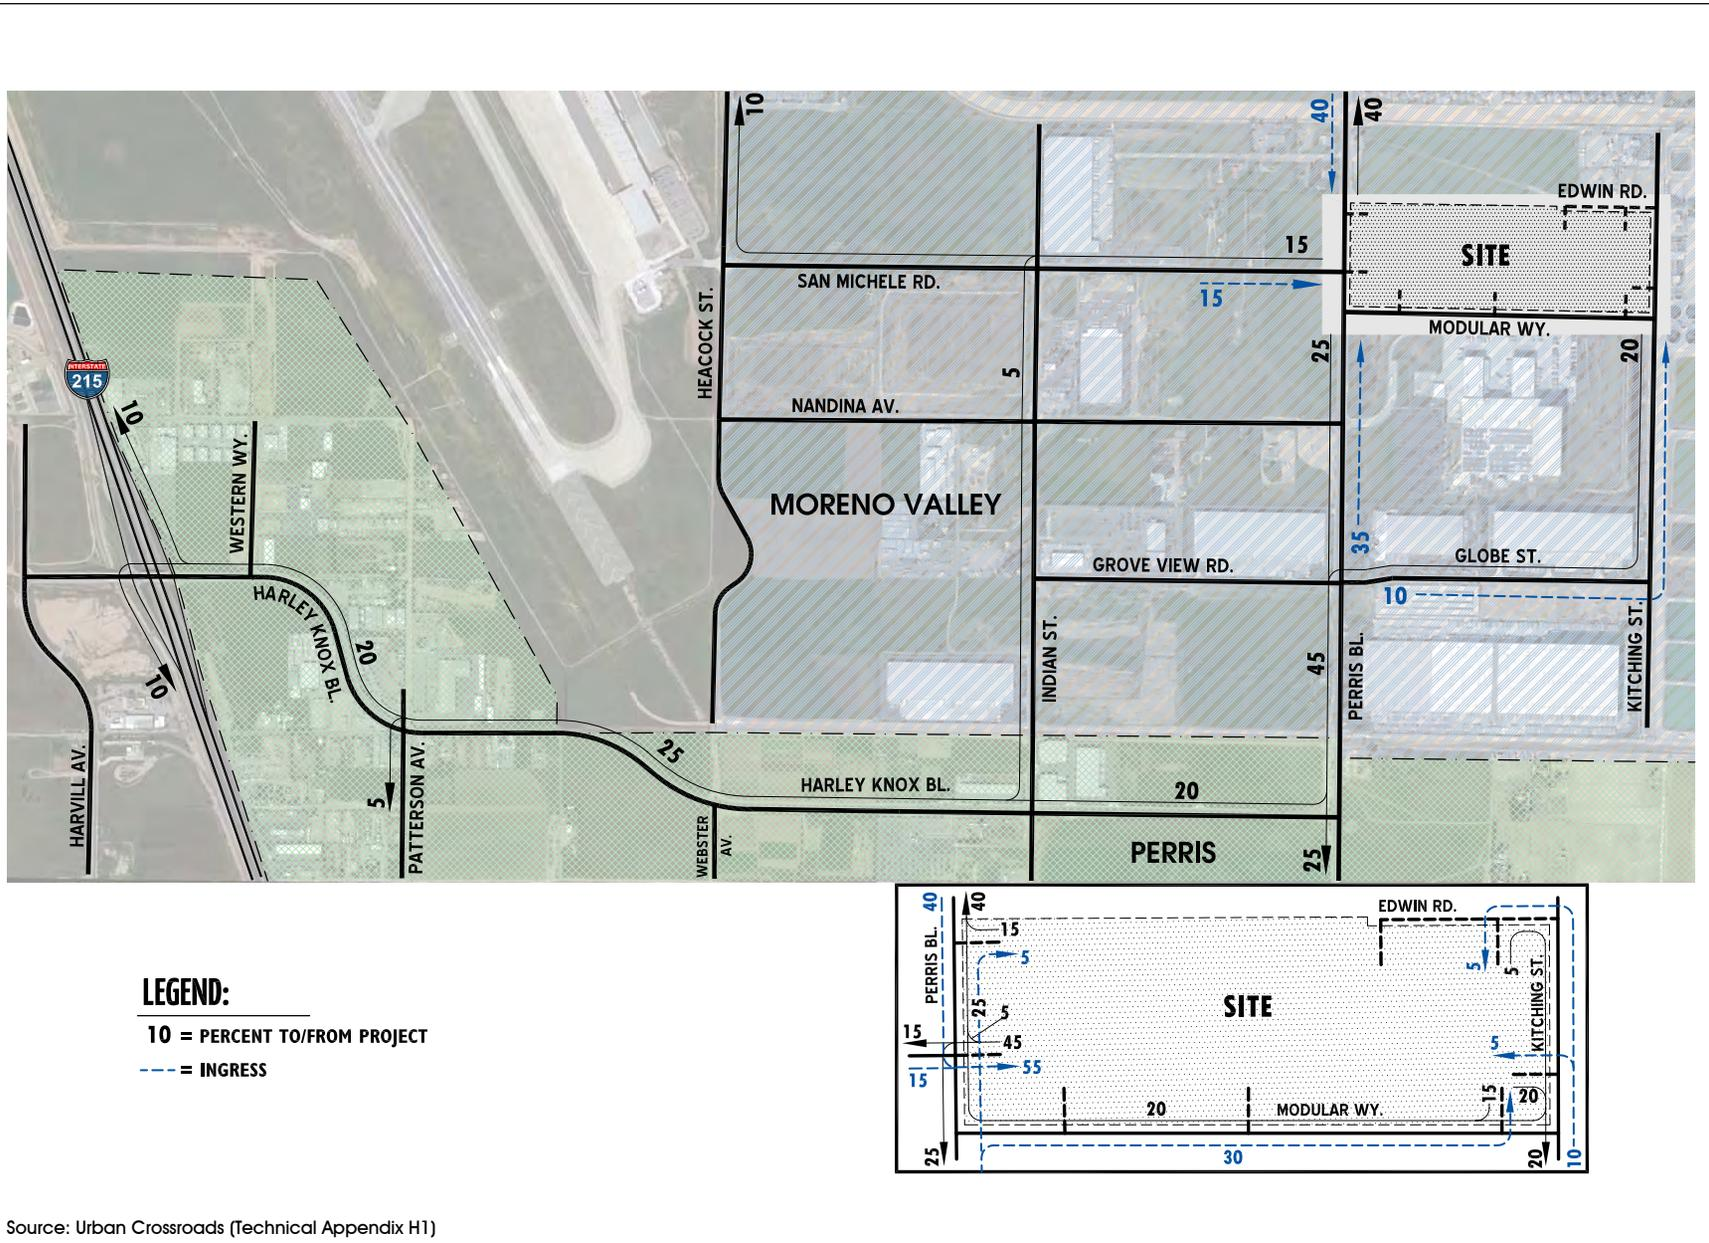 10
40
40
EDWIN RD.
SITE
15
SAN MICHELE RD.
15
MODULAR WY.
HEACOCK ST.
5
25
20
INTERSTATE
215
10
NANDINA AV.
WESTERN WY.
MORENO VALLEY
35
GLOBE ST.
GROVE VIEW RD.
10
HARLEY KNOX BL.
20
INDIAN ST.
45
PERRIS BL.
KITCHING ST.
10
25
HARVILL AV.
5
PATTERSON AV.
HARLEY KNOX BL.
20
WEBSTER
AV.
PERRIS
25
40
40
EDWIN RD.
PERRIS BL.
15
5
5
5
KITCHING ST.
25
SITE
5
15
45
5
15
55
15
20
20
MODULAR WY.
25
30
20
10
LEGEND:
10 = PERCENT TO/FROM PROJECT
= INGRESS
Source: Urban Crossroads (Technical Appendix H1)